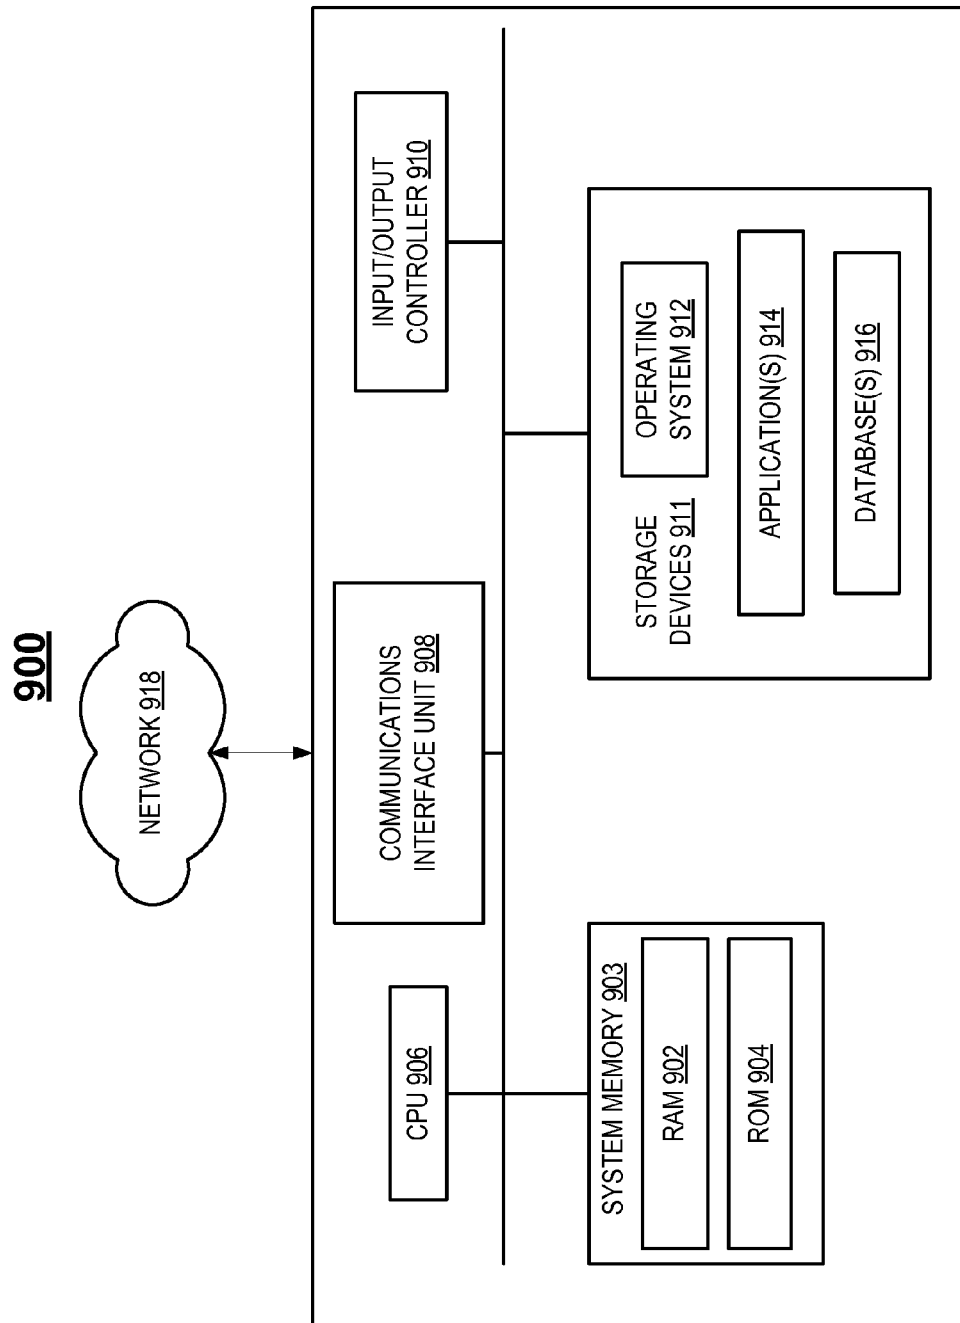 900
NETWORK 918
CPU 906
COMMUNICATIONS
INTERFACE UNIT 908
INPUT/OUTPUT
CONTROLLER 910
SYSTEM MEMORY 903
RAM 902
ROM 904
STORAGE
DEVICES 911
OPERATING
SYSTEM 912
APPLICATION(S) 914
DATABASE(S) 916